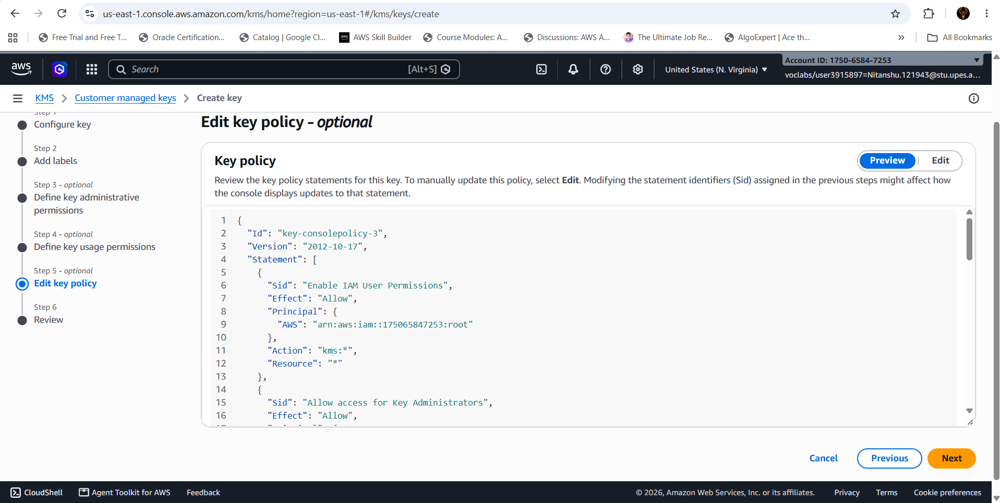 us-east-1.console.aws.amazon.com/kms/home?region=us-east-1#/kms/keys/create
Free Trial and Free T...
Oracle Certification...
Catalog | Google Cl...
AWS Skill Builder
Course Modules: A...
Discussions: AWS A...
The Ultimate Job Re...
AlgoExpert | Ace th...
»
All Bookmarks
aws
Search
[Alt+S]
United States (N. Virginia)
Account ID: 1750-6584-7253
voclabs/user3915897=Nitanshu.121943@stu.upes.a...
KMS
Customer managed keys
Create key
Step 1
Configure key
Step 2
Add labels
Step 3 - optional
Define key administrative
permissions
Step 4 - optional
Define key usage permissions
Step 5 - optional
Edit key policy
Step 6
Review
Edit key policy - optional
Key policy
Preview
Edit
Review the key policy statements for this key. To manually update this policy, select Edit. Modifying the statement identifiers (Sid) assigned in the previous steps might affect how
the console displays updates to that statement.
1 {
2 "Id": "key-consolepolicy-3",
3 "Version": "2012-10-17",
4 "Statement": [
5 {
6 "Sid": "Enable IAM User Permissions",
7 "Effect": "Allow",
8 "Principal": {
9 "AWS": "arn:aws:iam::175065847253:root"
10 },
11 "Action": "kms:*",
12 "Resource": "*"
13 },
14 {
15 "Sid": "Allow access for Key Administrators",
16 "Effect": "Allow",
Cancel
Previous
Next
CloudShell
Agent Toolkit for AWS
Feedback
© 2026, Amazon Web Services, Inc. or its affiliates.
Privacy
Terms
Cookie preferences